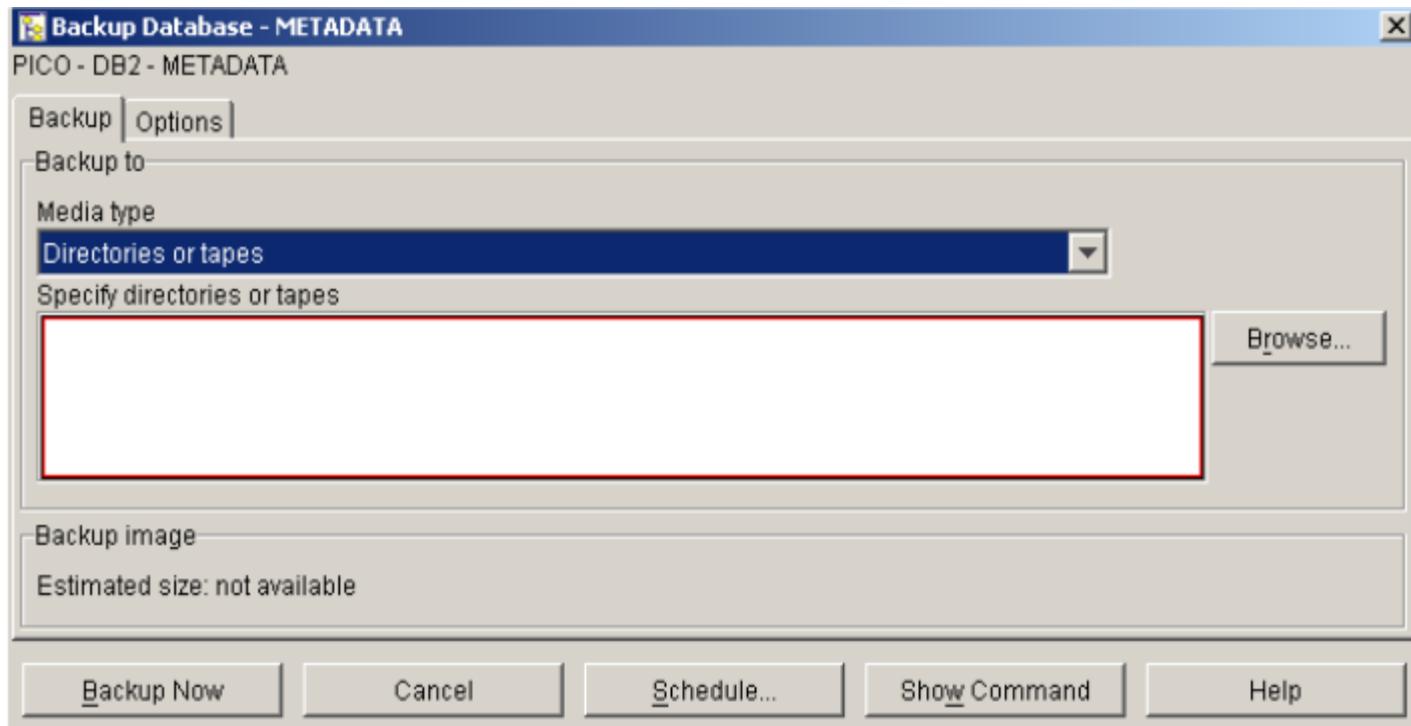 Backup Database - METADATA
PICO - DB2 - METADATA
Backup Options
Backup to
Media type
Directories or tapes
Specify directories or tapes
Browse...
Backup image
Estimated size: not available
Backup Now Cancel Schedule... Show Command Help